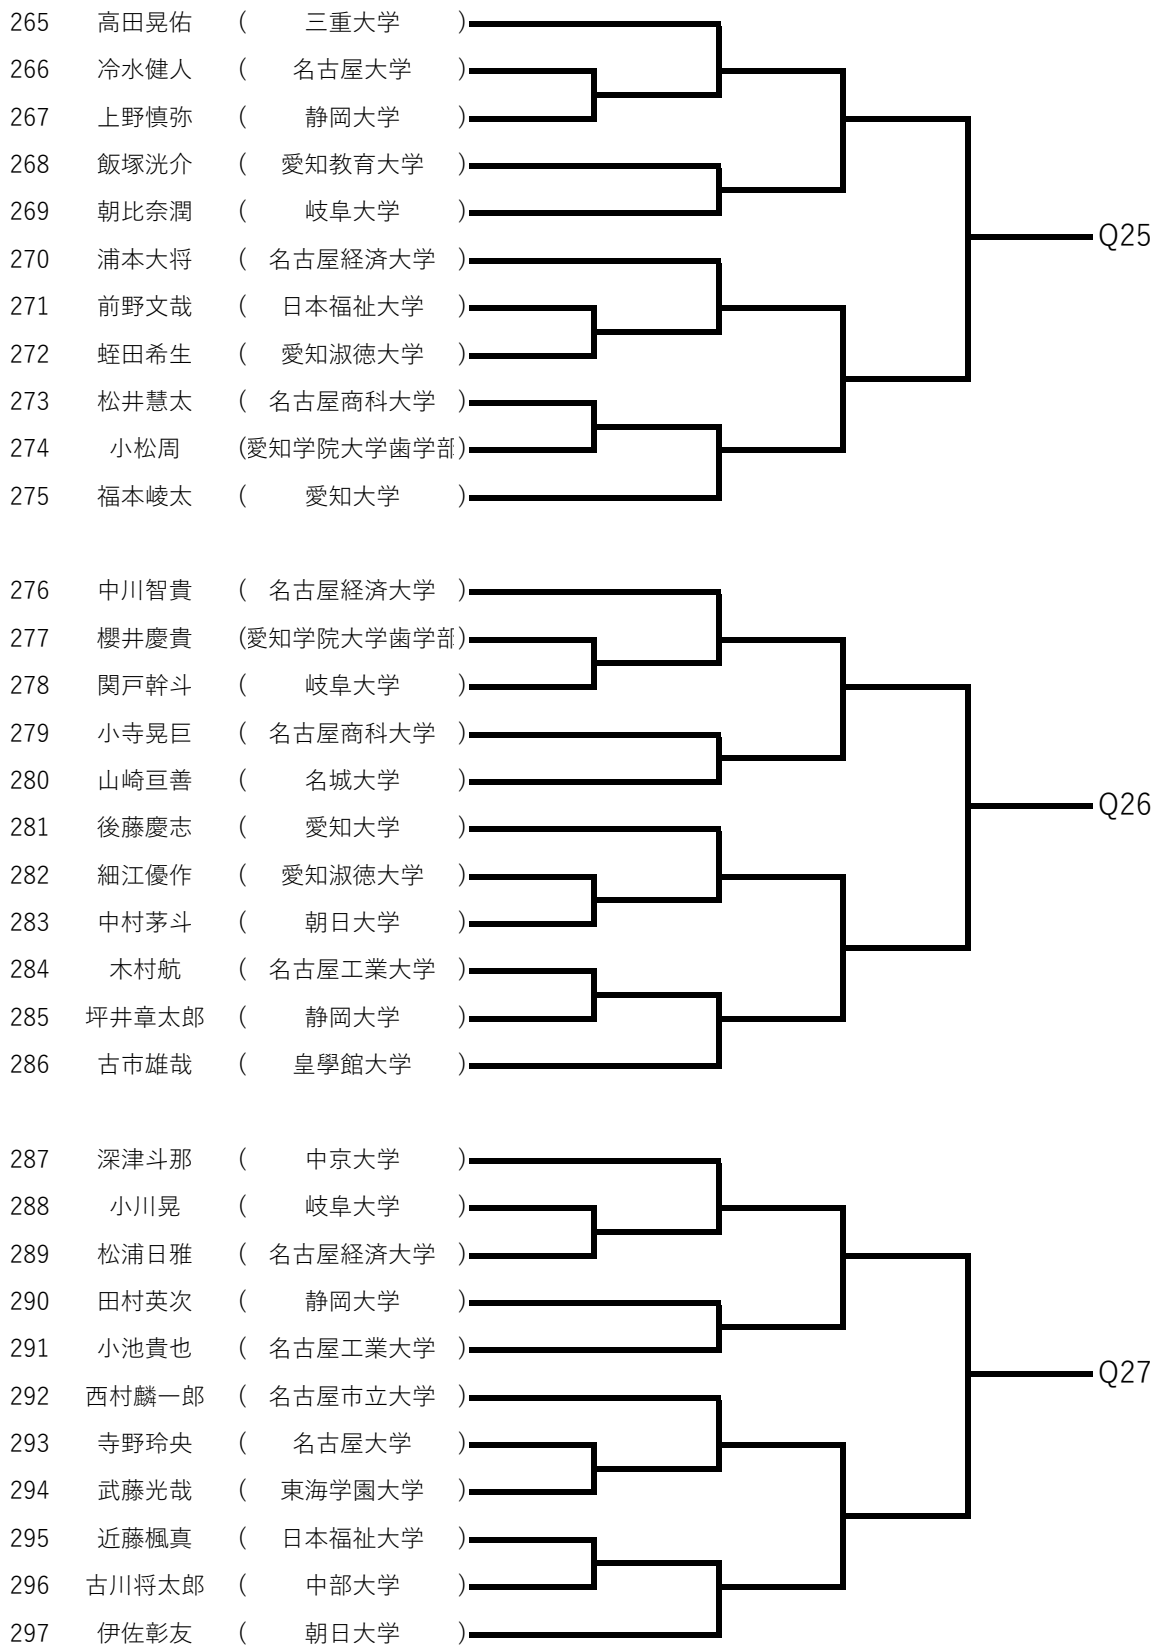 265 高田晃佑 ( 三重大学 )
266 冷水健人 ( 名古屋大学 )
267 上野慎弥 ( 静岡大学 )
268 飯塚洸介 ( 愛知教育大学 )
269 朝比奈潤 ( 岐阜大学 )
Q25
270 浦本大将 ( 名古屋経済大学 )
271 前野文哉 ( 日本福祉大学 )
272 蛭田希生 ( 愛知淑徳大学 )
273 松井慧太 ( 名古屋商科大学 )
274 小松周 (愛知学院大学歯学部)
275 福本崚太 ( 愛知大学 )
276 中川智貴 ( 名古屋経済大学 )
277 櫻井慶貴 (愛知学院大学歯学部)
278 関戸幹斗 ( 岐阜大学 )
279 小寺晃巨 ( 名古屋商科大学 )
280 山崎亘善 ( 名城大学 )
Q26
281 後藤慶志 ( 愛知大学 )
282 細江優作 ( 愛知淑徳大学 )
283 中村茅斗 ( 朝日大学 )
284 木村航 ( 名古屋工業大学 )
285 坪井章太郎 ( 静岡大学 )
286 古市雄哉 ( 皇學館大学 )
287 深津斗那 ( 中京大学 )
288 小川晃 ( 岐阜大学 )
289 松浦日雅 ( 名古屋経済大学 )
290 田村英次 ( 静岡大学 )
291 小池貴也 ( 名古屋工業大学 )
Q27
292 西村麟一郎 ( 名古屋市立大学 )
293 寺野玲央 ( 名古屋大学 )
294 武藤光哉 ( 東海学園大学 )
295 近藤楓真 ( 日本福祉大学 )
296 古川将太郎 ( 中部大学 )
297 伊佐彰友 ( 朝日大学 )